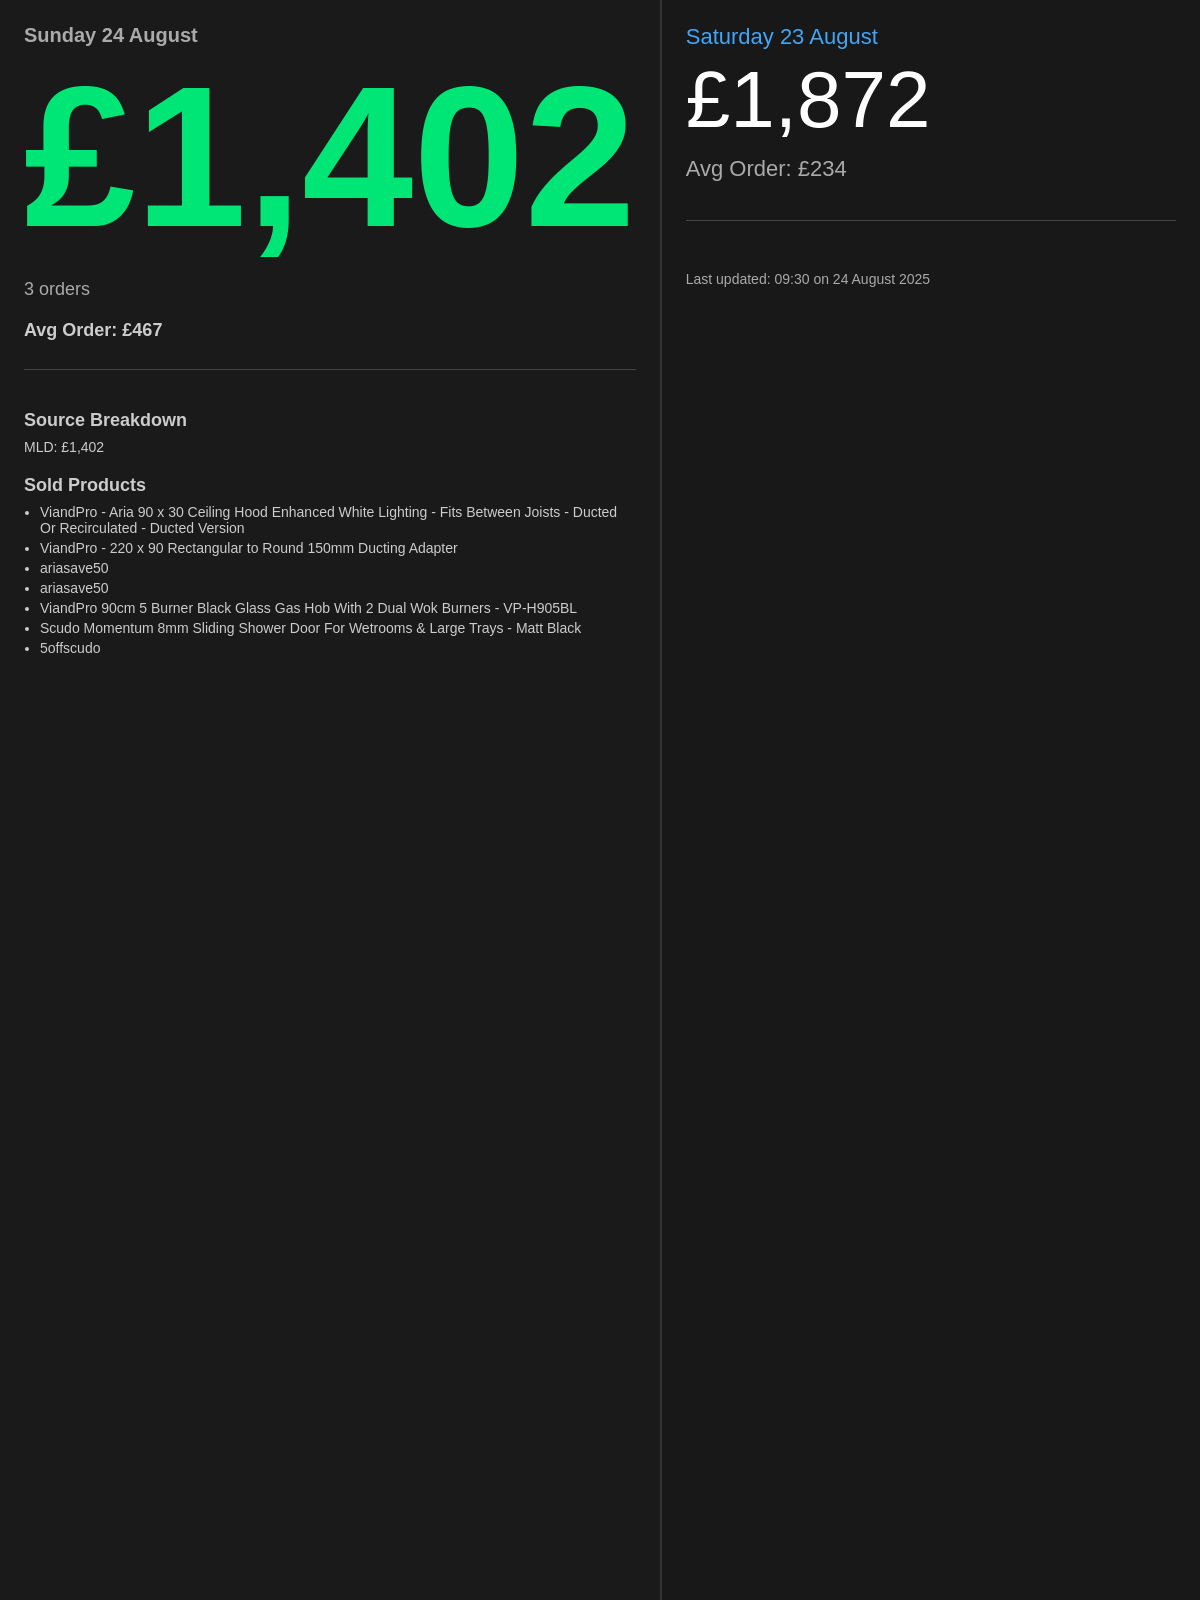 Sunday 24 August
£1,402
3 orders
Avg Order: £467
Source Breakdown
MLD: £1,402
Sold Products
• ViandPro - Aria 90 x 30 Ceiling Hood Enhanced White Lighting - Fits Between Joists - Ducted
Or Recirculated - Ducted Version
• ViandPro - 220 x 90 Rectangular to Round 150mm Ducting Adapter
• ariasave50
• ariasave50
• ViandPro 90cm 5 Burner Black Glass Gas Hob With 2 Dual Wok Burners - VP-H905BL
• Scudo Momentum 8mm Sliding Shower Door For Wetrooms & Large Trays - Matt Black
• 5offscudo
Saturday 23 August
£1,872
Avg Order: £234
Last updated: 09:30 on 24 August 2025